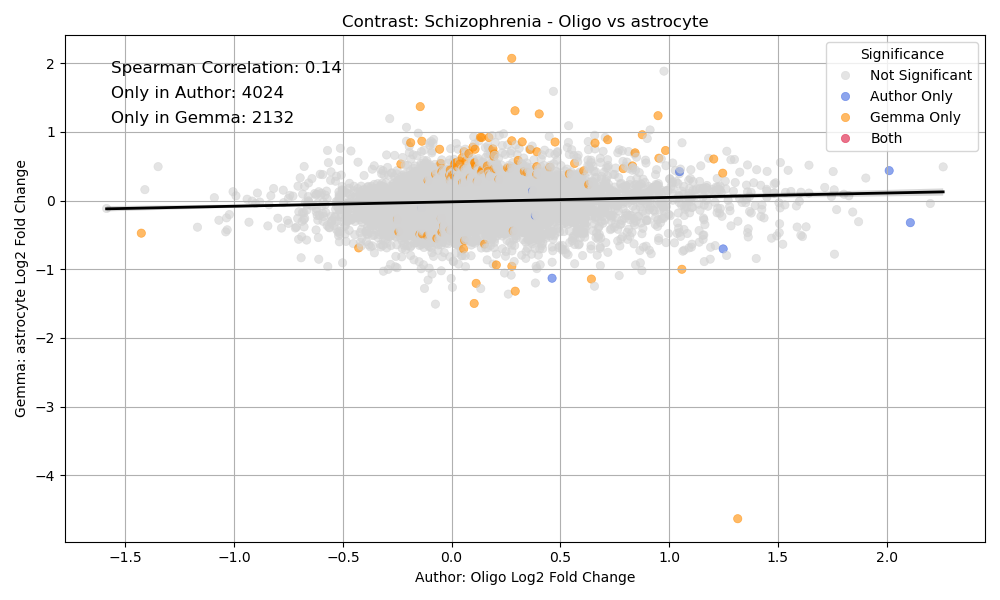 Contrast: Schizophrenia - Oligo vs astrocyte
Spearman Correlation: 0.14
Only in Author: 4024
Only in Gemma: 2132
Significance
Not Significant
Author Only
Gemma Only
Both
Gemma: astrocyte Log2 Fold Change
2
1
0
−1
−2
−3
−4
−1.5
−1.0
−0.5
0.0
0.5
1.0
1.5
2.0
Author: Oligo Log2 Fold Change